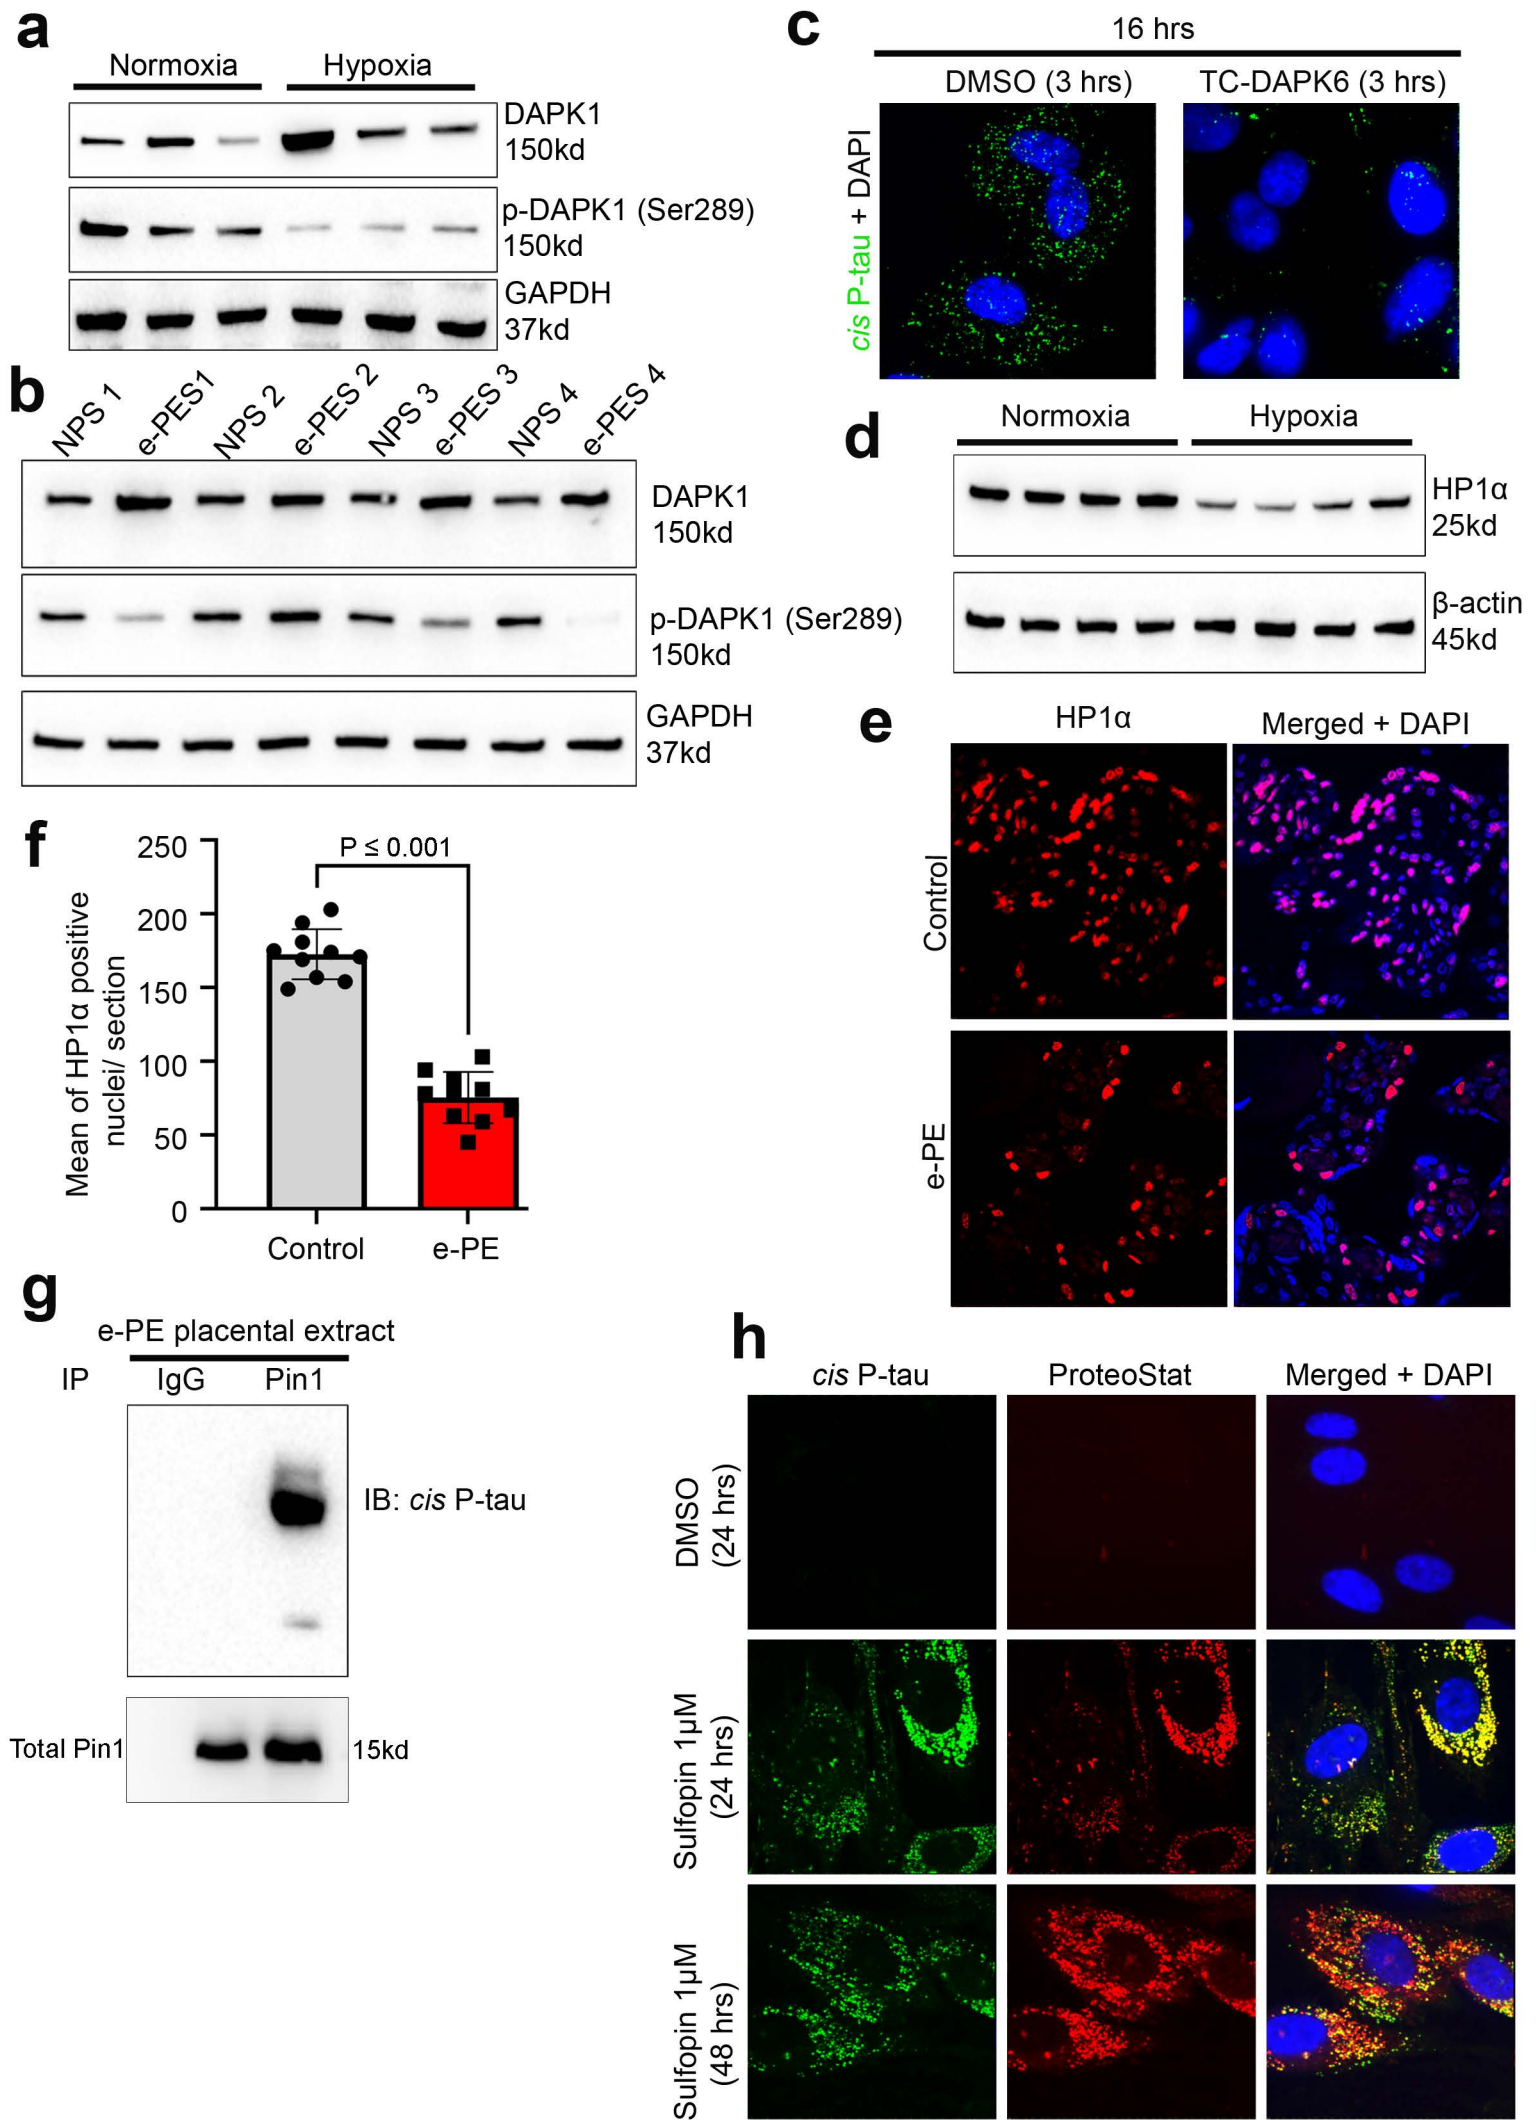 a
Normoxia
Hypoxia
DAPK1
150kd
p-DAPK1 (Ser289)
150kd
GAPDH
37kd
b
NPS 1
e-PES1
NPS 2
e-PES 2
NPS 3
e-PES 3
NPS 4
e-PES 4
DAPK1
150kd
p-DAPK1 (Ser289)
150kd
GAPDH
37kd
c
16 hrs
DMSO (3 hrs)
TC-DAPK6 (3 hrs)
cis P-tau + DAPI
d
Normoxia
Hypoxia
HP1α
25kd
β-actin
45kd
e
HP1α
Merged + DAPI
Control
e-PE
f
P ≤ 0.001
Mean of HP1α positive
nuclei/ section
250
200
150
100
50
0
Control
e-PE
g
e-PE placental extract
IP
IgG
Pin1
IB: cis P-tau
Total Pin1
15kd
h
cis P-tau
ProteoStat
Merged + DAPI
DMSO
(24 hrs)
Sulfopin 1µM
(24 hrs)
Sulfopin 1µM
(48 hrs)